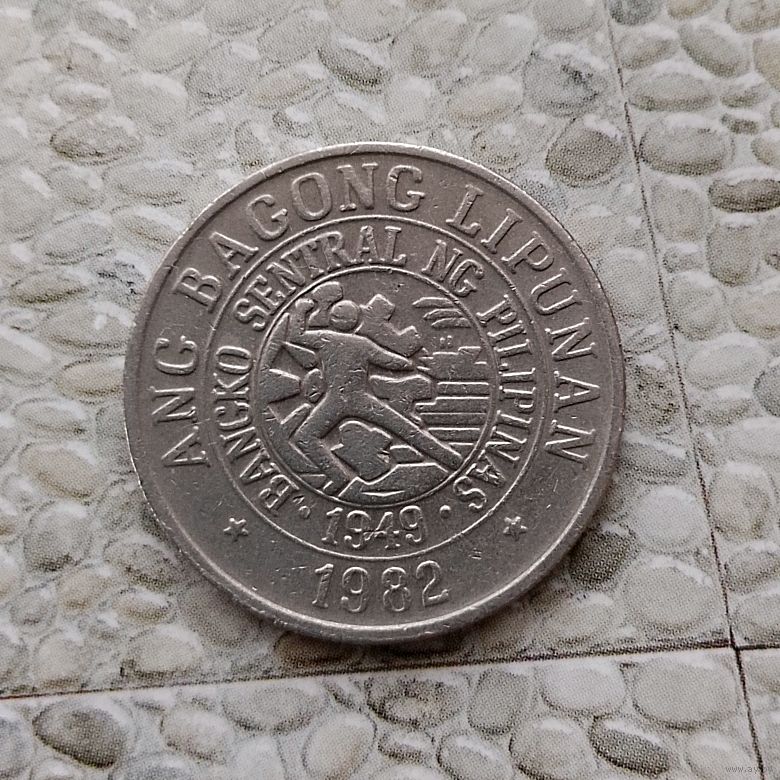 ANG BAGONG LIPUNAN
BANGKO SENTRAL NG PILIPINAS
1949
1982